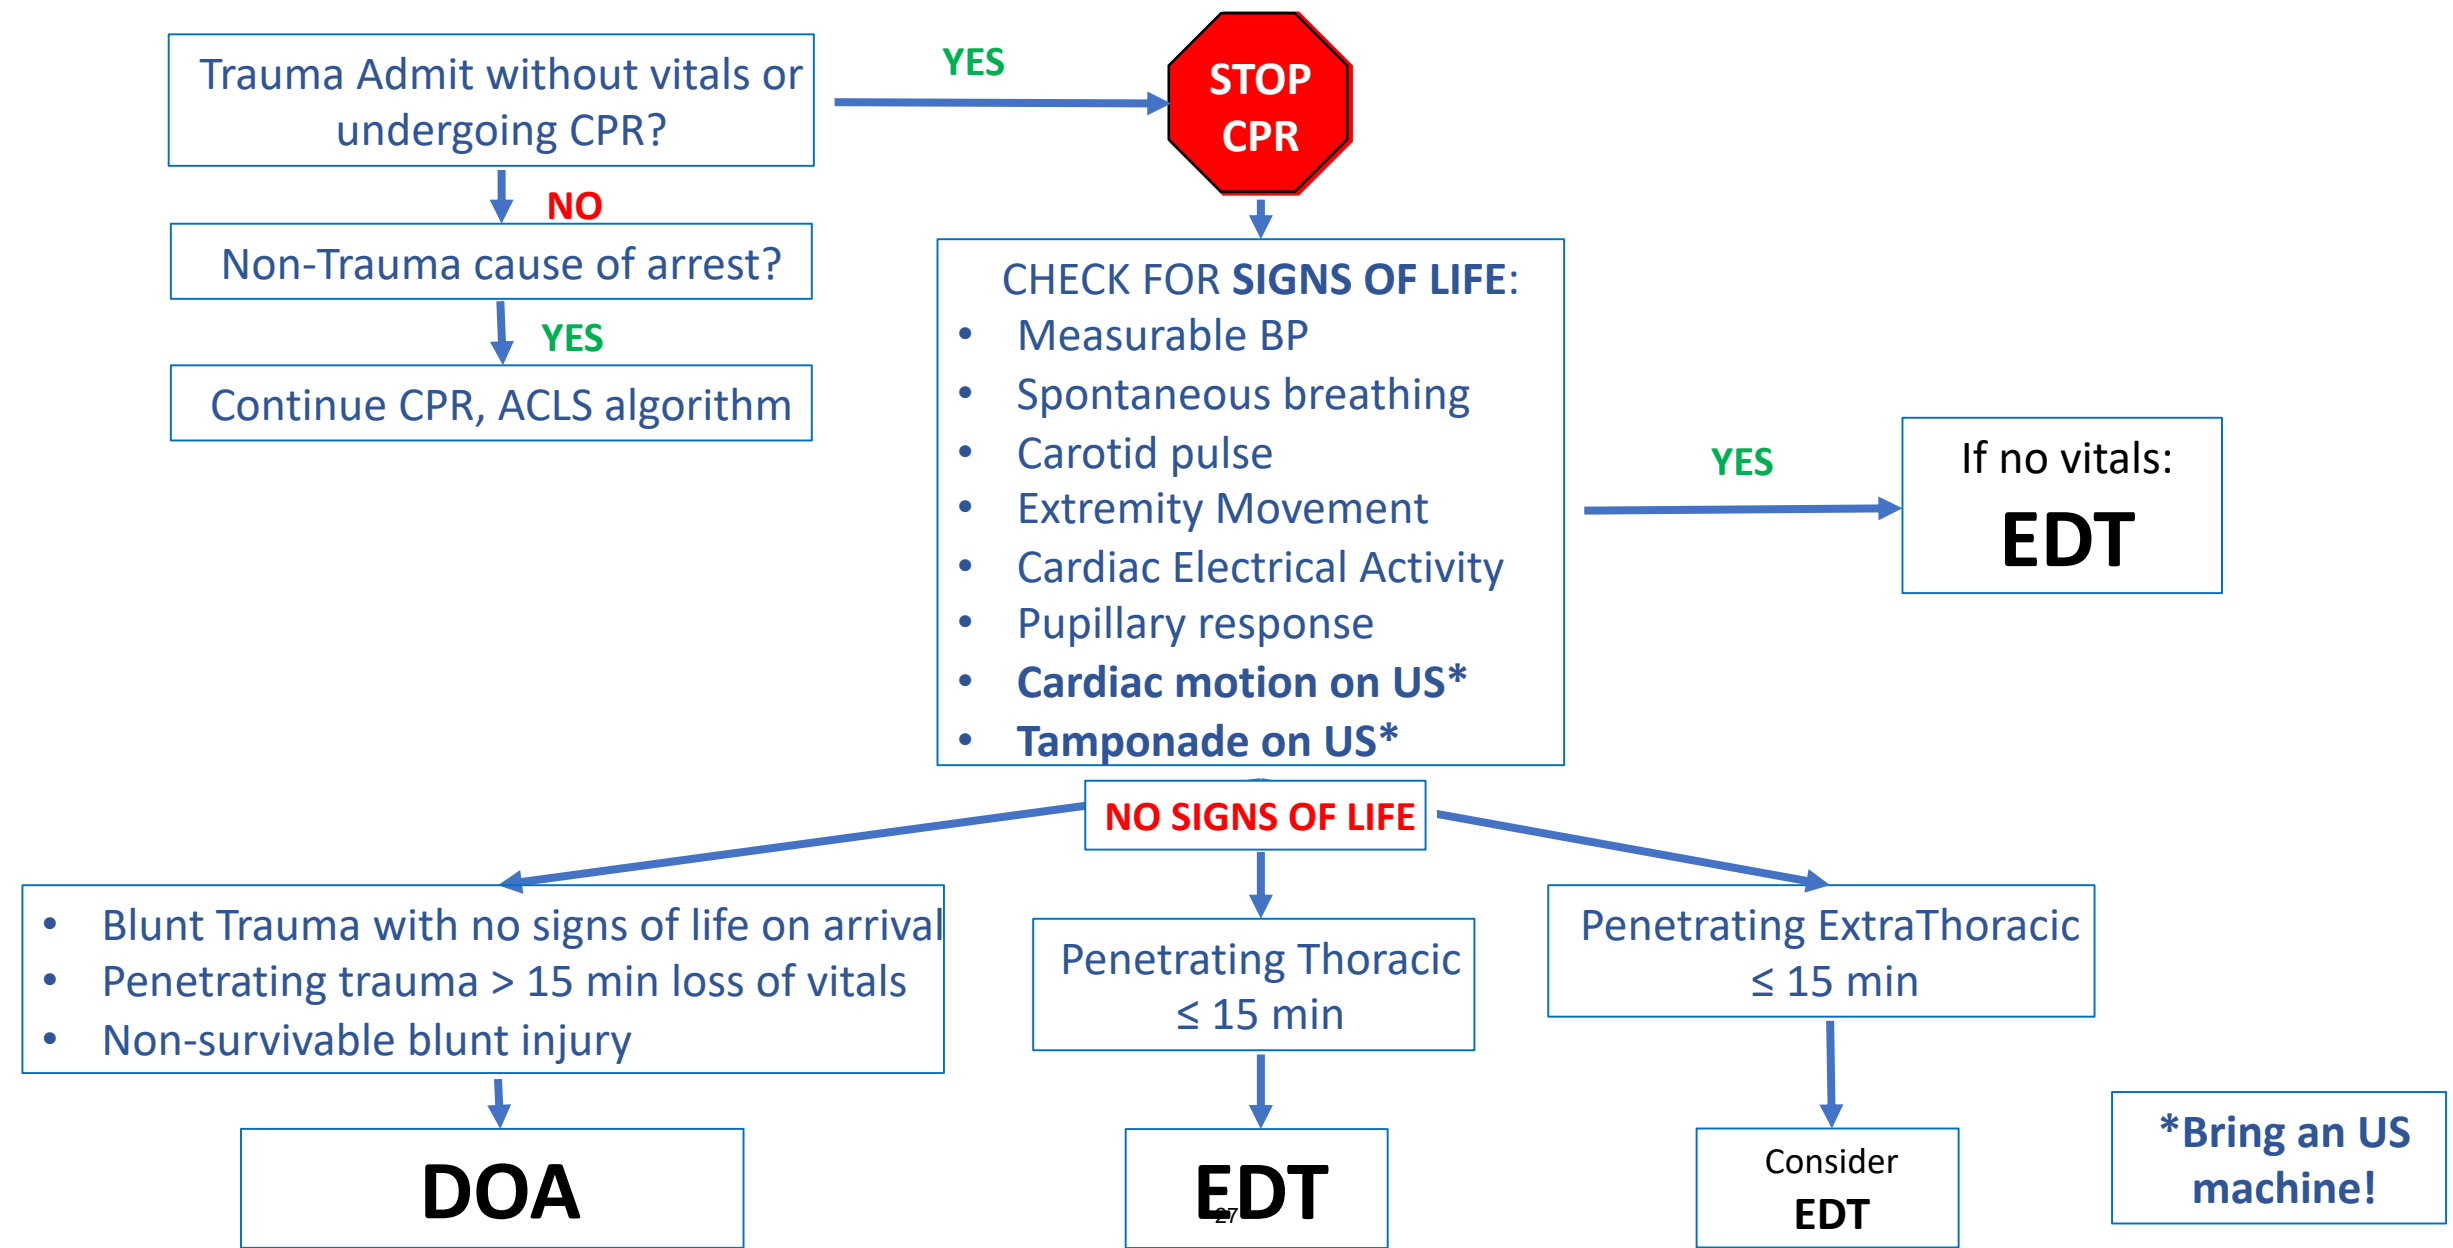 Trauma Admit without vitals or
undergoing CPR?
YES
STOP
CPR
NO
Non-Trauma cause of arrest?
YES
Continue CPR, ACLS algorithm
CHECK FOR SIGNS OF LIFE:
• Measurable BP
• Spontaneous breathing
• Carotid pulse
• Extremity Movement
• Cardiac Electrical Activity
• Pupillary response
• Cardiac motion on US*
• Tamponade on US*
YES
If no vitals:
EDT
NO SIGNS OF LIFE
• Blunt Trauma with no signs of life on arrival
• Penetrating trauma > 15 min loss of vitals
• Non-survivable blunt injury
Penetrating Thoracic
≤ 15 min
Penetrating ExtraThoracic
≤ 15 min
DOA
EDT
27
Consider
EDT
*Bring an US
machine!